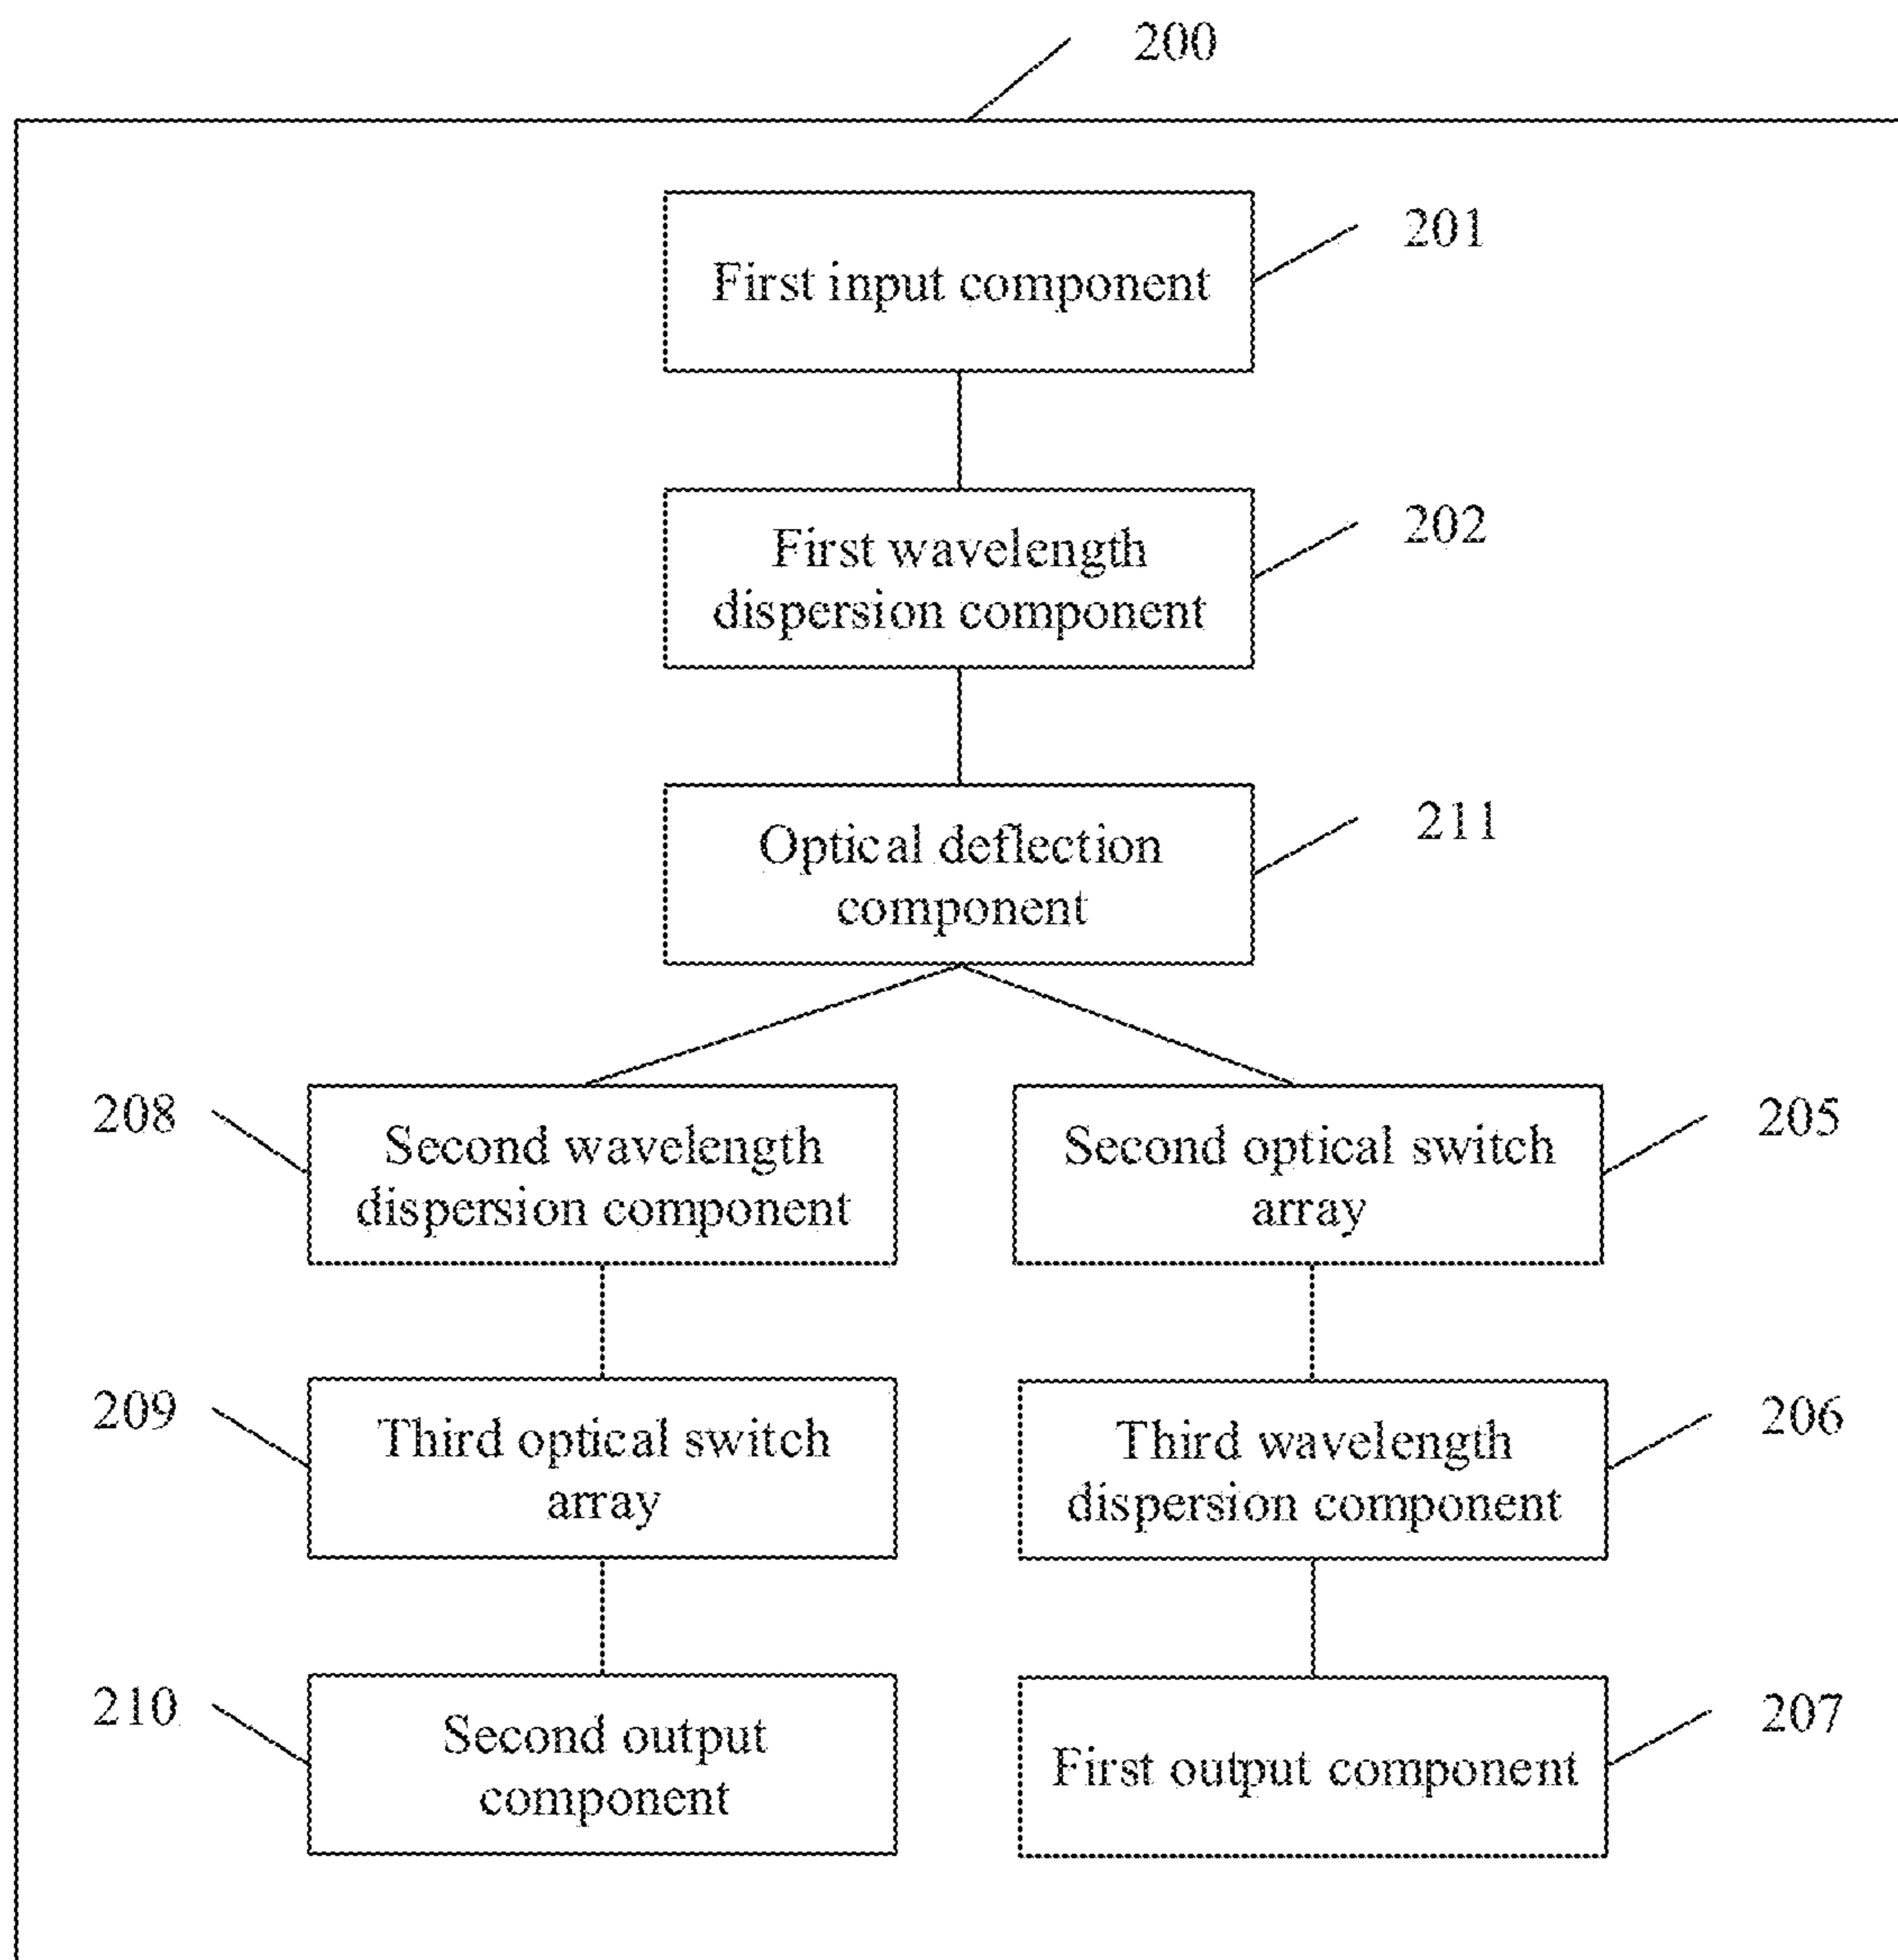 200
First input component
201
First wavelength
dispersion component
202
Optical deflection
component
211
208
Second wavelength
dispersion component
Second optical switch
array
205
209
Third optical switch
array
Third wavelength
dispersion component
206
210
Second output
component
First output component
207